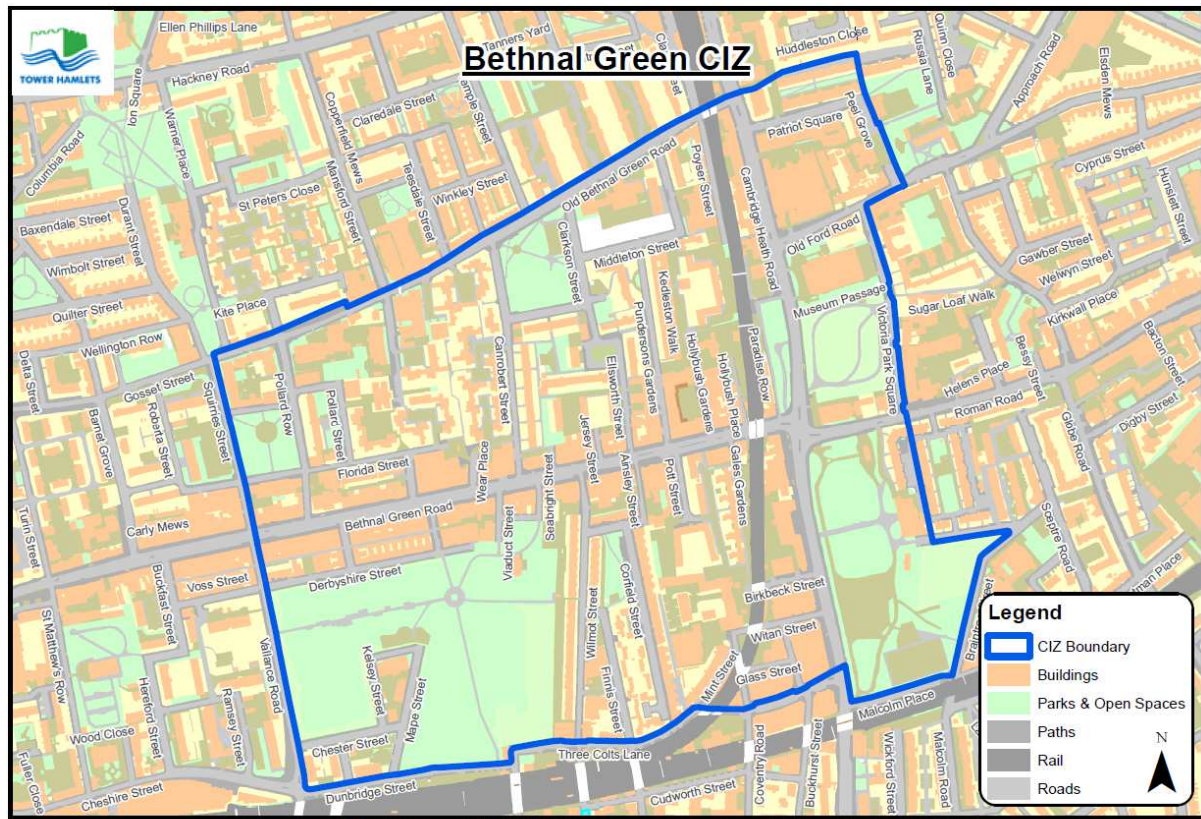 TOWER HAMLETS
Bethnal Green CIZ
Ellen Phillips Lane
Tanners Yard
Huddleston Close
Quinn Close
Russia Lane
Approach Road
Elsden Mews
Hackney Road
Ion Square
Warner Place
Columbia Road
Copperfield Mews
Claredale Street
Mansford Street
Teesdale Street
Winkley Street
St Peters Close
Old Bethnal Green Road
Poyser Street
Patriot Square
Peel Grove
Cambridge Heath Road
Cyprus Street
Hunslett Street
Baxendale Street
Durant Street
Wimbolt Street
Quilter Street
Kite Place
Clarkson Street
Middleton Street
Old Ford Road
Gawber Street
Welwyn Street
Museum Passage
Sugar Loaf Walk
Kirkwall Place
Wellington Row
Delta Street
Gosset Street
Squirries Street
Pollard Row
Pollard Street
Canrobert Street
Ellsworth Street
Pundersons Gardens
Kedleston Walk
Hollybush Gardens
Hollybush Place
Paradise Row
Victoria Park Square
Helens Place
Bessy Street
Bacton Street
Roman Road
Digby Street
Globe Road
Barnet Grove
Roberta Street
Florida Street
Wear Place
Seabright Street
Jersey Street
Ainsley Street
Pott Street
Gales Gardens
Turin Street
Carly Mews
Bethnal Green Road
Viaduct Street
Sceptre Road
Voss Street
Derbyshire Street
Buckfast Street
St Matthew's Row
Hereford Street
Ramsey Street
Vallance Road
Kelsey Street
Mape Street
Wilmot Street
Corfield Street
Finnis Street
Birkbeck Street
Witan Street
Glass Street
Mint Street
Malcolm Place
Wood Close
Fuller Close
Cheshire Street
Chester Street
Dunbridge Street
Three Colts Lane
Cudworth Street
Coventry Road
Buckhurst Street
Wickford Street
Malcolm Road
Legend
CIZ Boundary
Buildings
Parks & Open Spaces
Paths
Rail
Roads
N